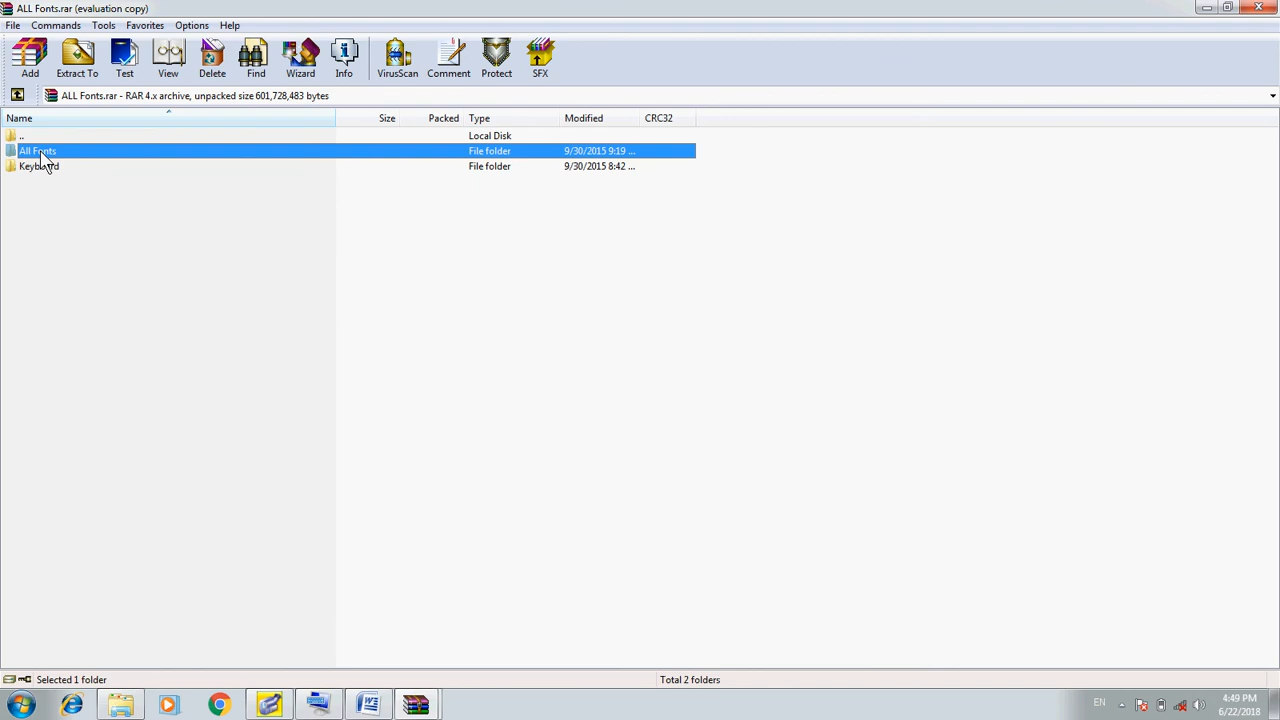 ALL Fonts.rar (evaluation copy)
File Commands Tools Favorites Options Help
Add Extract To Test View Delete Find Wizard Info VirusScan Comment Protect SFX
ALL Fonts.rar - RAR 4.x archive, unpacked size 601,728,483 bytes
Name Size Packed Type Modified CRC32
.. Local Disk
All Fonts File folder 9/30/2015 9:19 ...
Keyboard File folder 9/30/2015 8:42 ...
Selected 1 folder Total 2 folders
EN 4:49 PM
6/22/2018